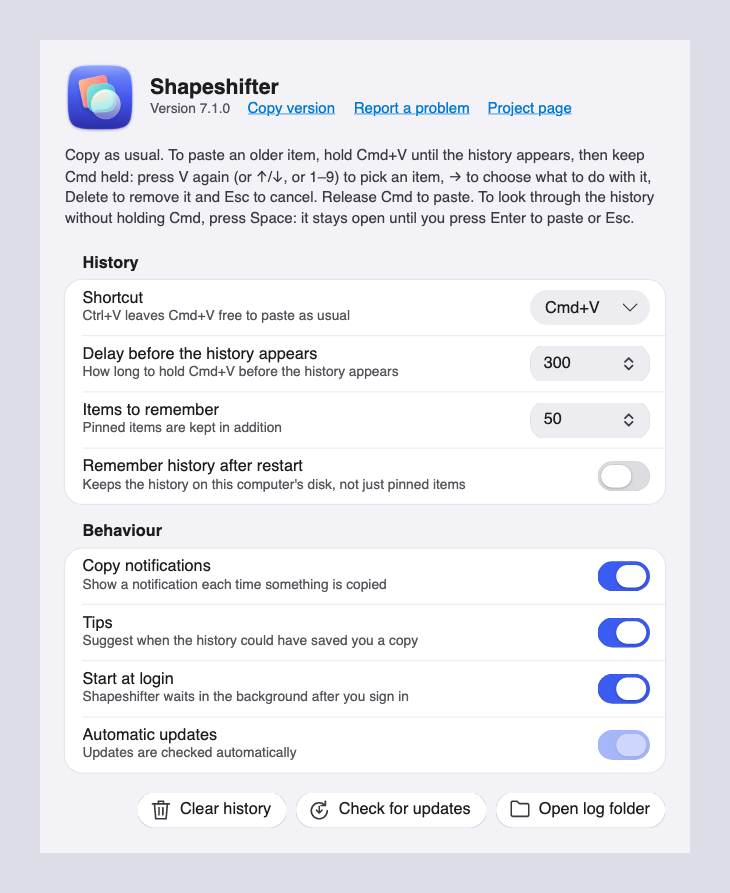 Shapeshifter
Version 7.1.0 Copy version Report a problem Project page
Copy as usual. To paste an older item, hold Cmd+V until the history appears, then keep
Cmd held: press V again (or ↑/↓, or 1–9) to pick an item, → to choose what to do with it,
Delete to remove it and Esc to cancel. Release Cmd to paste. To look through the history
without holding Cmd, press Space: it stays open until you press Enter to paste or Esc.
History
Shortcut
Ctrl+V leaves Cmd+V free to paste as usual
Cmd+V
Delay before the history appears
How long to hold Cmd+V before the history appears
300
Items to remember
Pinned items are kept in addition
50
Remember history after restart
Keeps the history on this computer's disk, not just pinned items
Behaviour
Copy notifications
Show a notification each time something is copied
Tips
Suggest when the history could have saved you a copy
Start at login
Shapeshifter waits in the background after you sign in
Automatic updates
Updates are checked automatically
Clear history Check for updates Open log folder